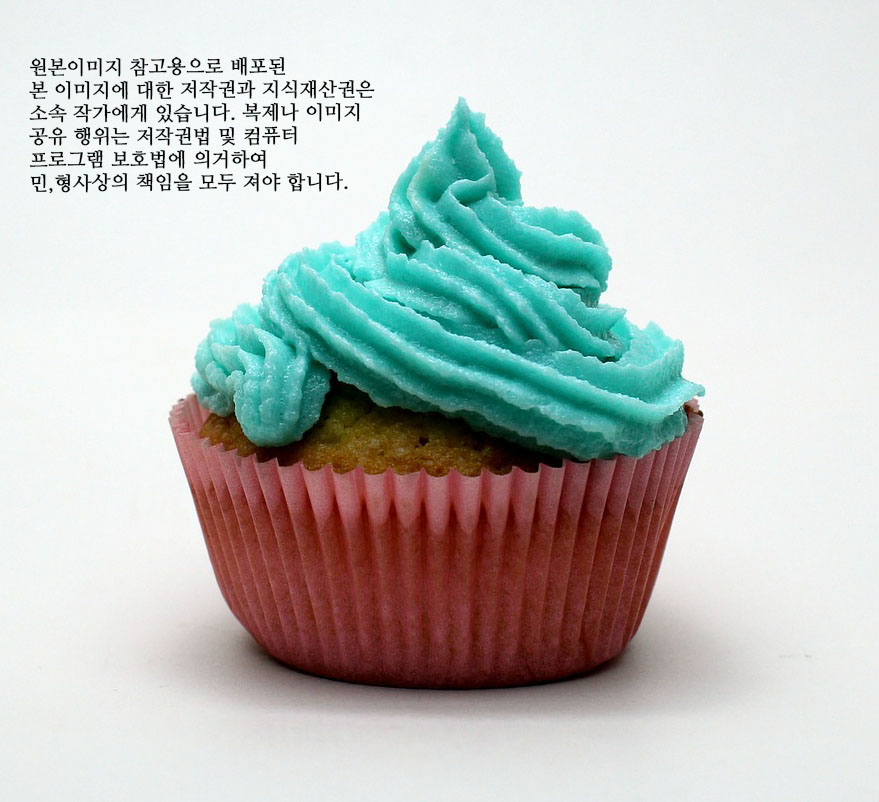 원본이미지 참고용으로 배포된
본 이미지에 대한 저작권과 지식재산권은
소속 작가에게 있습니다. 복제나 이미지
공유 행위는 저작권법 및 컴퓨터
프로그램 보호법에 의거하여
민,형사상의 책임을 모두 져야 합니다.